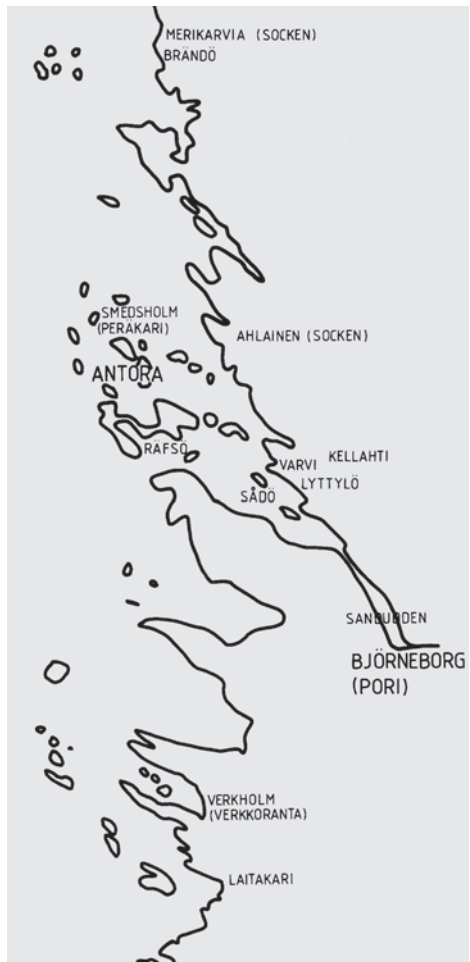 MERIKARVIA (SOCKEN)
BRÄNDÖ
SMEDSHOLM
(PERÄKARI)
AHLAINEN (SOCKEN)
ANTORA
RÄFSÖ
VARVI KELLAHTI
LYTTYLÖ
SÅDÖ
SANDUDDEN
BJÖRNEBORG
(PORI)
VERKHOLM
(VERKKORANTA)
LAITAKARI